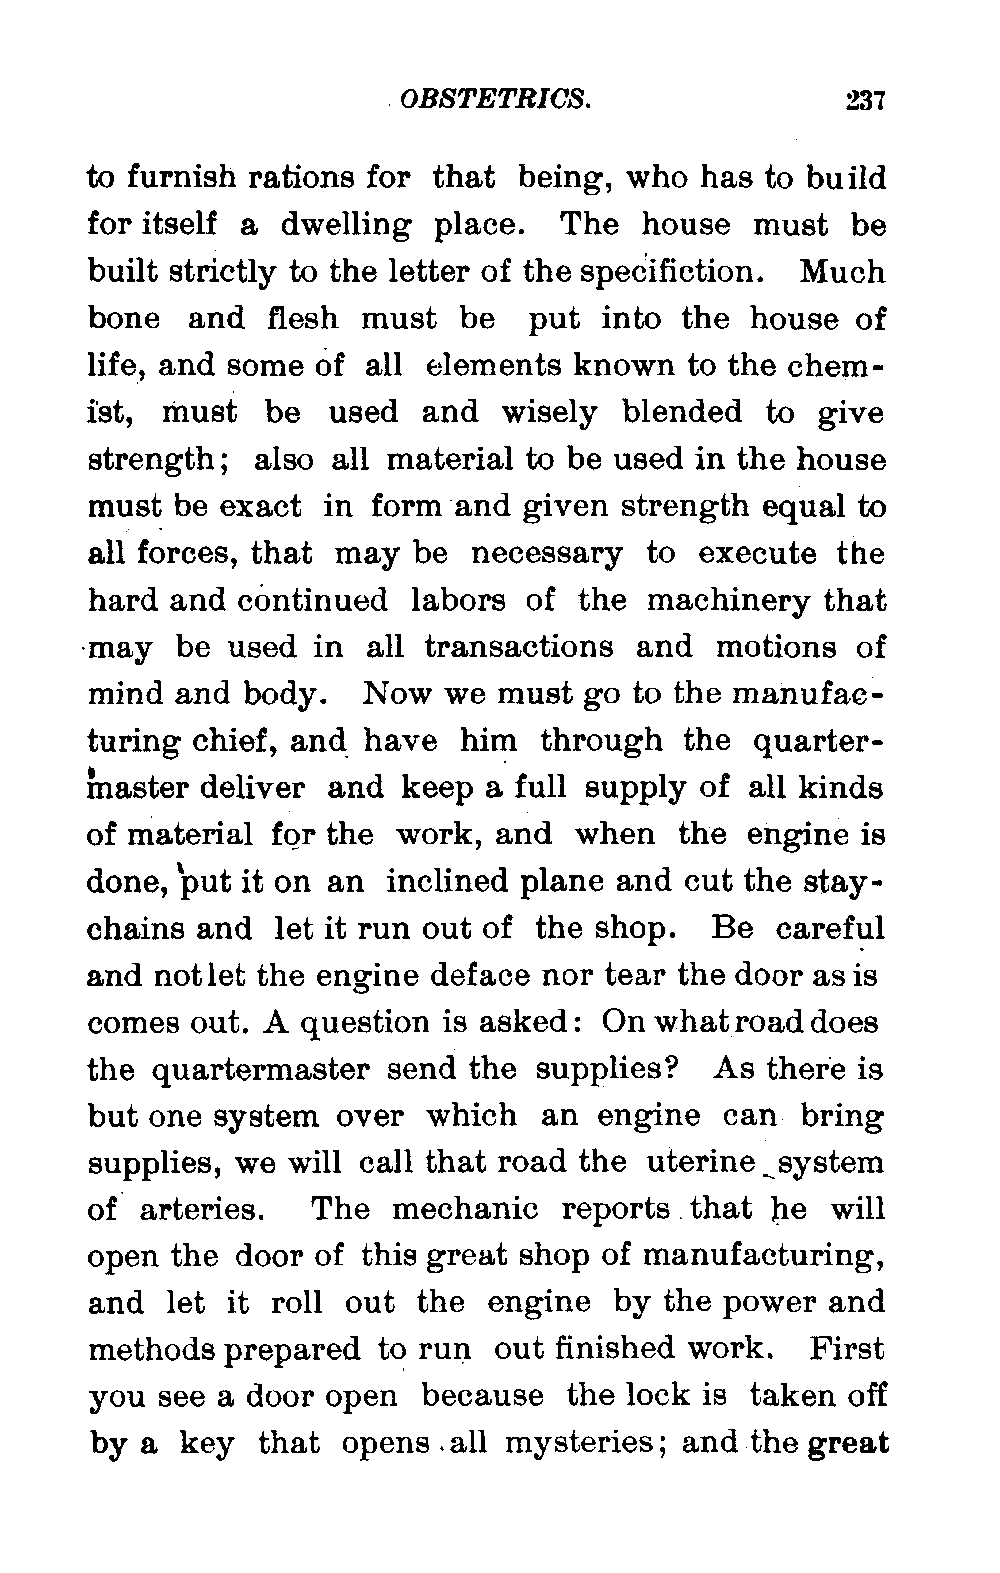 OBSTETRICS. 237
to furnish rations for that being, who has to build
for itself a dwelling place. The house must be
built strictly to the letter of the specifiction. Much
bone and flesh must be put into the house of
life, and some of all elements known to the chem-
ist, must be used and wisely blended to give
strength; also all material to be used in the house
must be exact in form and given strength equal to
all forces, that may be necessary to execute the
hard and continued labors of the machinery that
may be used in all transactions and motions of
mind and body. Now we must go to the manufac-
turing chief, and have him through the quarter-
master deliver and keep a full supply of all kinds
of material for the work, and when the engine is
done, put it on an inclined plane and cut the stay-
chains and let it run out of the shop. Be careful
and not let the engine deface nor tear the door as is
comes out. A question is asked: On what road does
the quartermaster send the supplies? As there is
but one system over which an engine can bring
supplies, we will call that road the uterine system
of arteries. The mechanic reports that he will
open the door of this great shop of manufacturing,
and let it roll out the engine by the power and
methods prepared to run out finished work. First
you see a door open because the lock is taken off
by a key that opens all mysteries; and the great